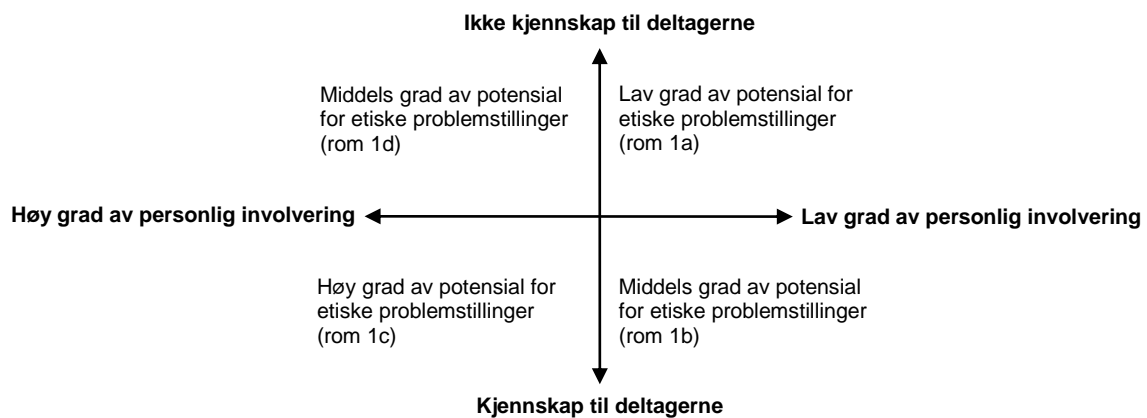 Ikke kjennskap til deltagerne
Middels grad av potensial
for etiske problemstillinger
(rom 1d)
Lav grad av potensial for
etiske problemstillinger
(rom 1a)
Høy grad av personlig involvering
Lav grad av personlig involvering
Høy grad av potensial for
etiske problemstillinger
(rom 1c)
Middels grad av potensial
for etiske problemstillinger
(rom 1b)
Kjennskap til deltagerne